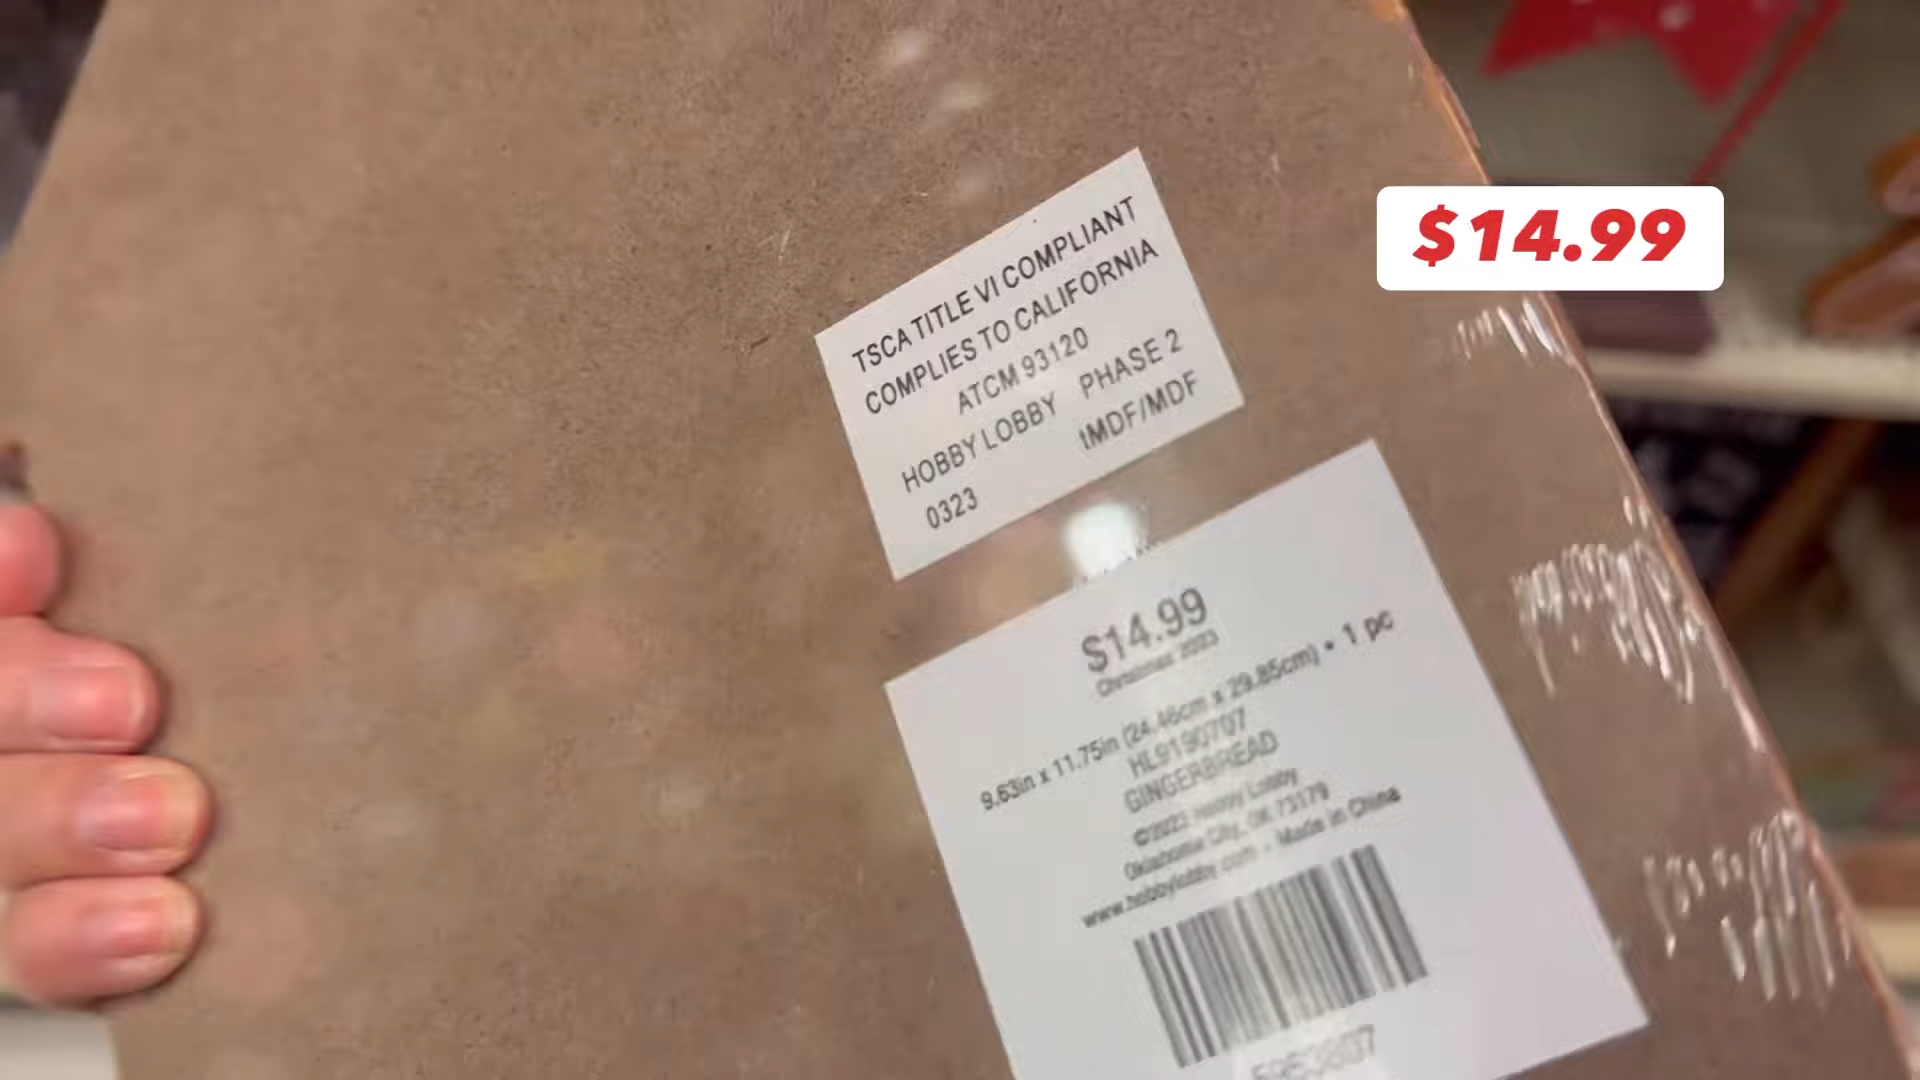 $14.99
TSCA TITLE VI COMPLIANT
COMPLIES TO CALIFORNIA
ATCM 93120
HOBBY LOBBY PHASE 2
0323 tMDF/MDF
$14.99
Christmas 2023
9.63in x 11.75in (24.46cm x 29.85cm) • 1 pc
HL9190707
GINGERBREAD
Hobby Lobby
Oklahoma City, OK 73179
www.hobbylobby.com - Made in China